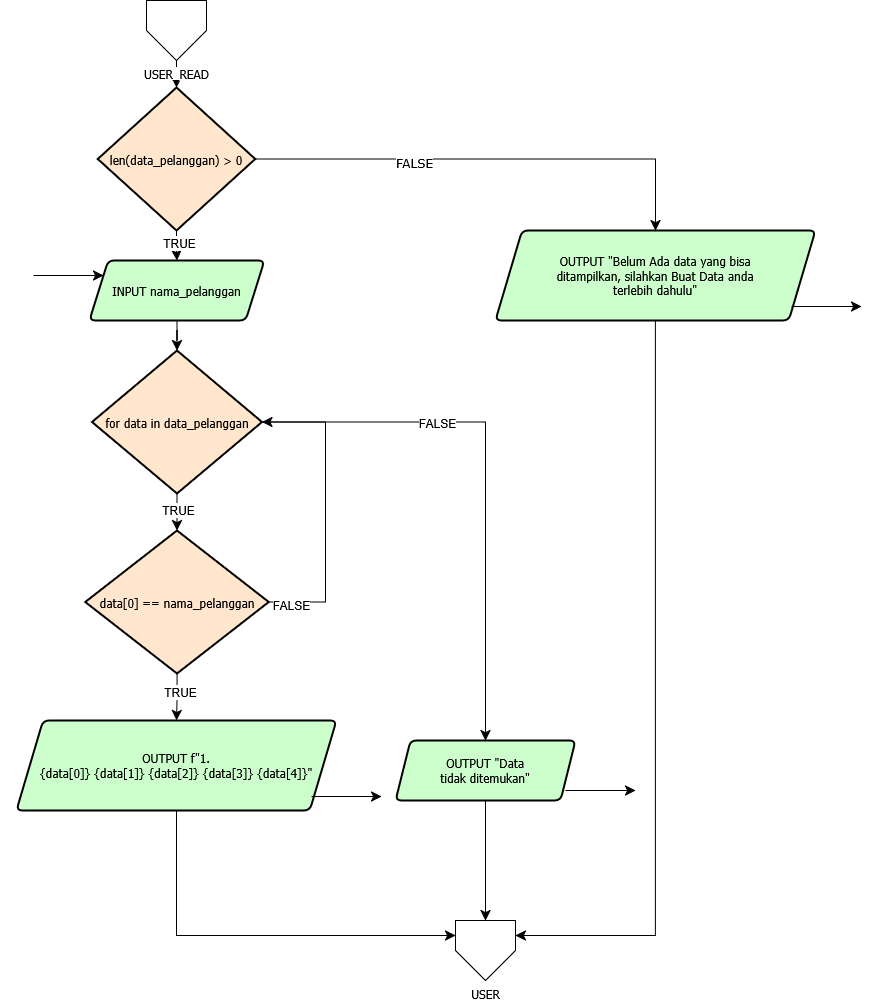 USER_READ
len(data_pelanggan) > 0
FALSE
TRUE
OUTPUT "Belum Ada data yang bisa
ditampilkan, silahkan Buat Data anda
terlebih dahulu"
INPUT nama_pelanggan
for data in data_pelanggan
FALSE
TRUE
data[0] == nama_pelanggan
FALSE
TRUE
OUTPUT f"1.
{data[0]} {data[1]} {data[2]} {data[3]} {data[4]}"
OUTPUT "Data
tidak ditemukan"
USER